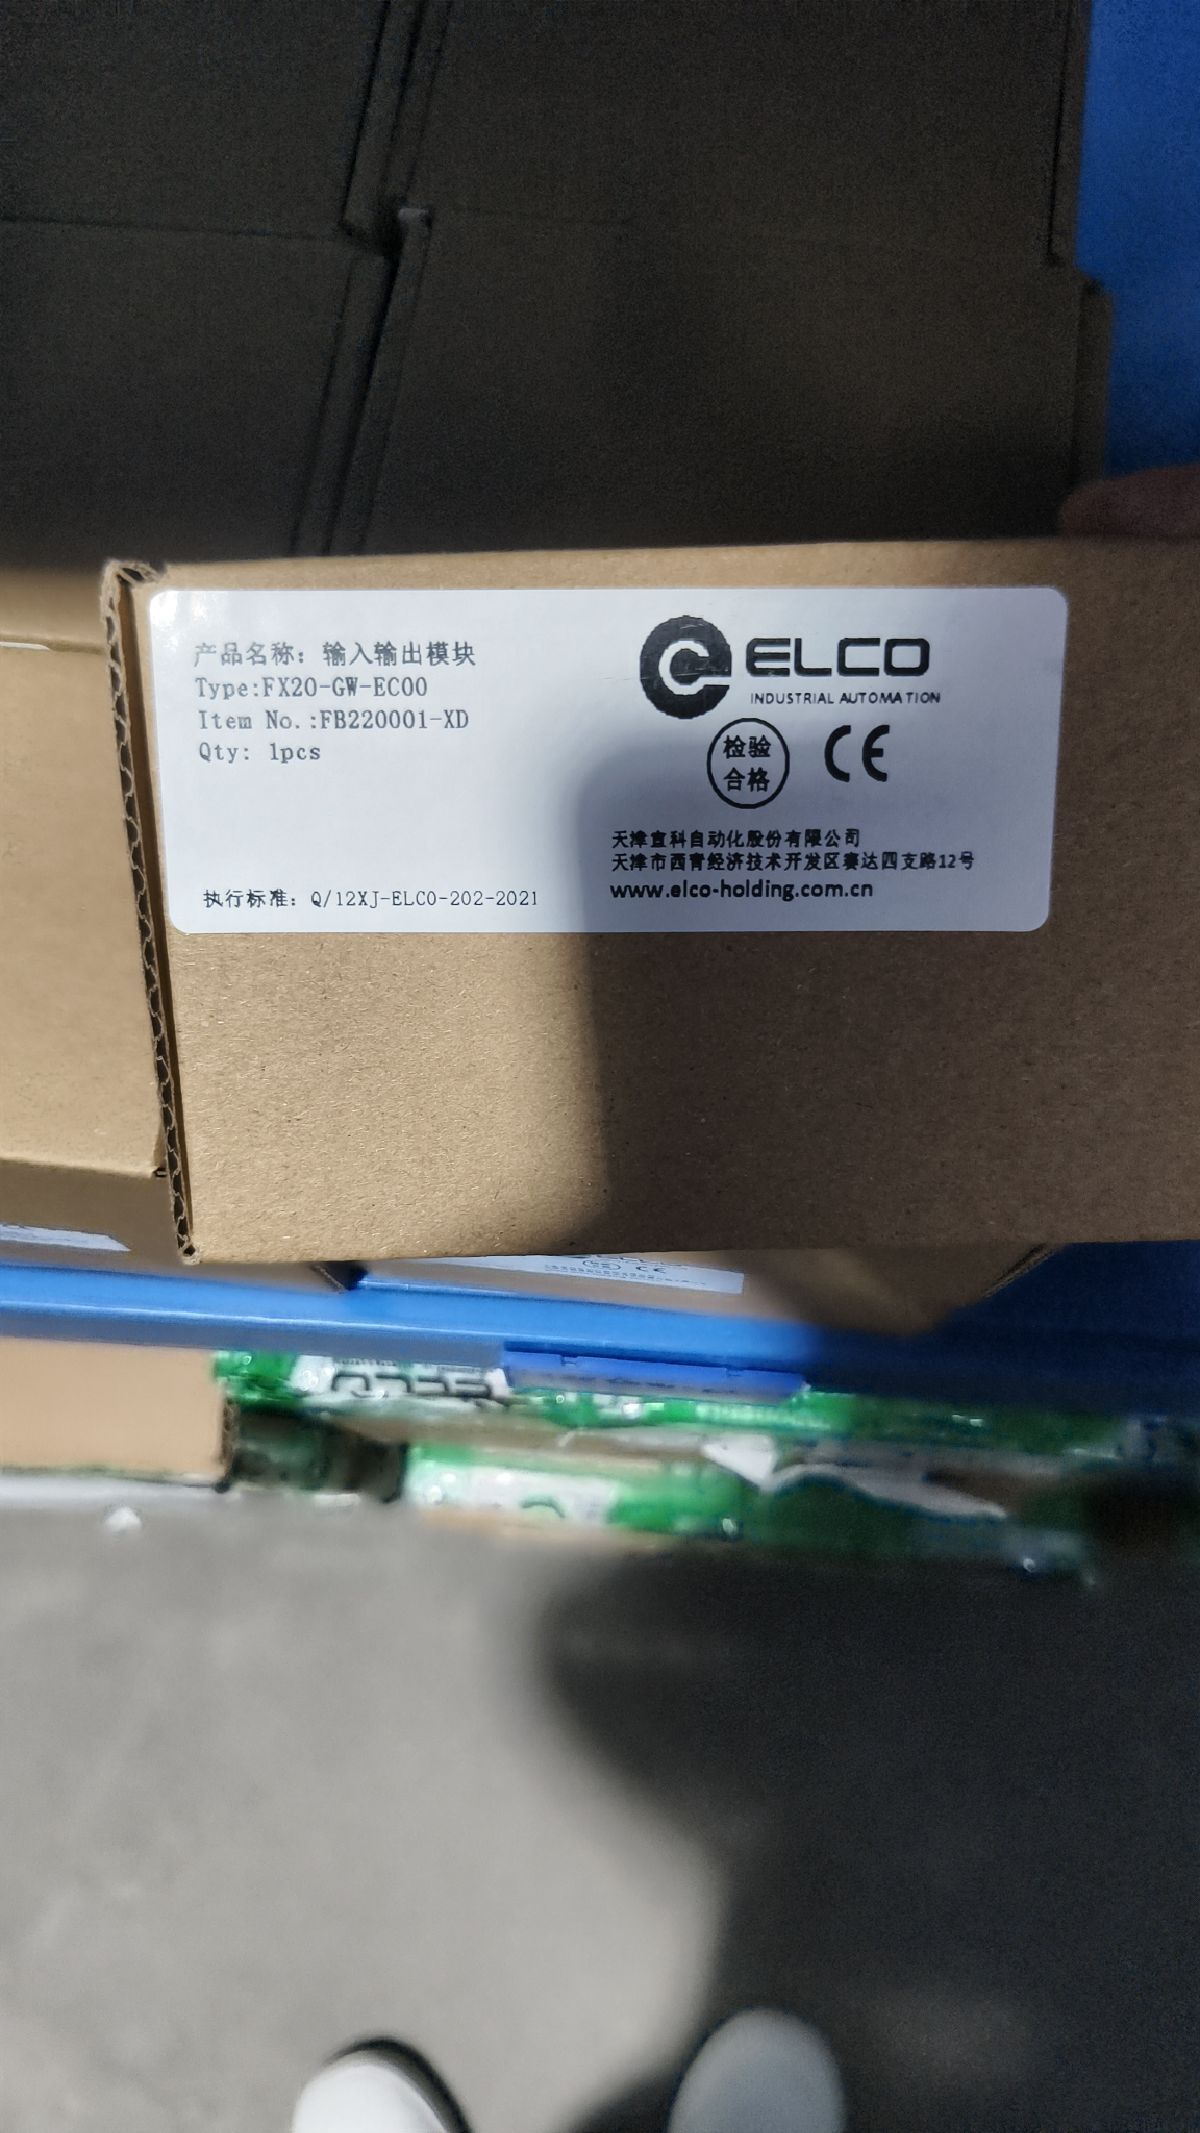 产品名称：输入输出模块
Type:FX20-GW-EC00
Item No.:FB220001-XD
Qty: 1pcs
执行标准：Q/12XJ-ELCO-202-2021
ELCO
INDUSTRIAL AUTOMATION
检验
合格
CE
天津宜科自动化股份有限公司
天津市西青经济技术开发区赛达四支路12号
www.elco-holding.com.cn